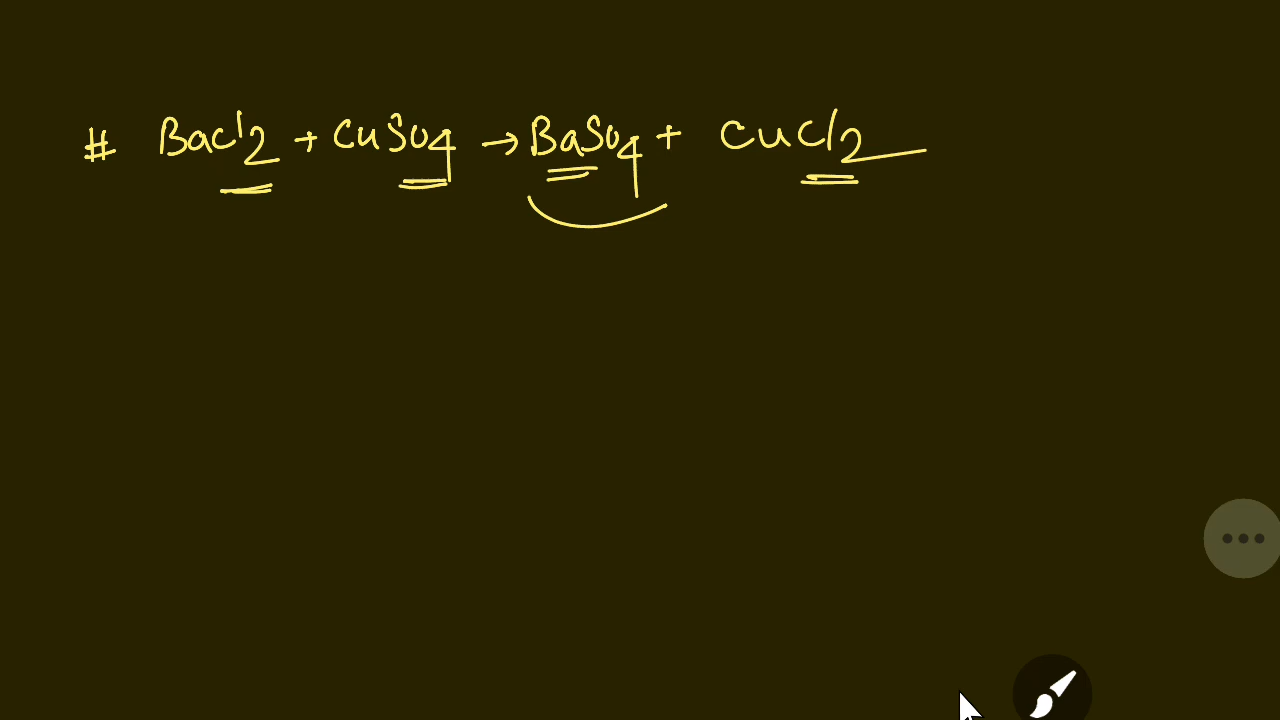 # BaCl2 + CuSO4 → BaSO4 + CuCl2